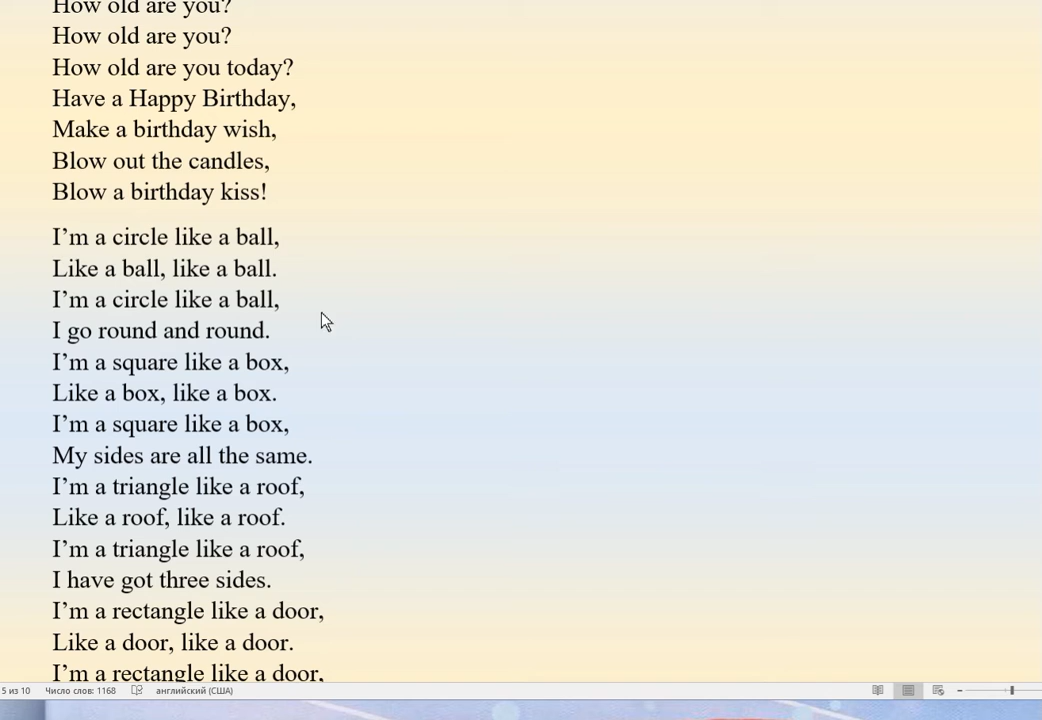 How old are you?
How old are you?
How old are you today?
Have a Happy Birthday,
Make a birthday wish,
Blow out the candles,
Blow a birthday kiss!
I’m a circle like a ball,
Like a ball, like a ball.
I’m a circle like a ball,
I go round and round.
I’m a square like a box,
Like a box, like a box.
I’m a square like a box,
My sides are all the same.
I’m a triangle like a roof,
Like a roof, like a roof.
I’m a triangle like a roof,
I have got three sides.
I’m a rectangle like a door,
Like a door, like a door.
I’m a rectangle like a door,
5 из 10 Число слов: 1168 английский (США)